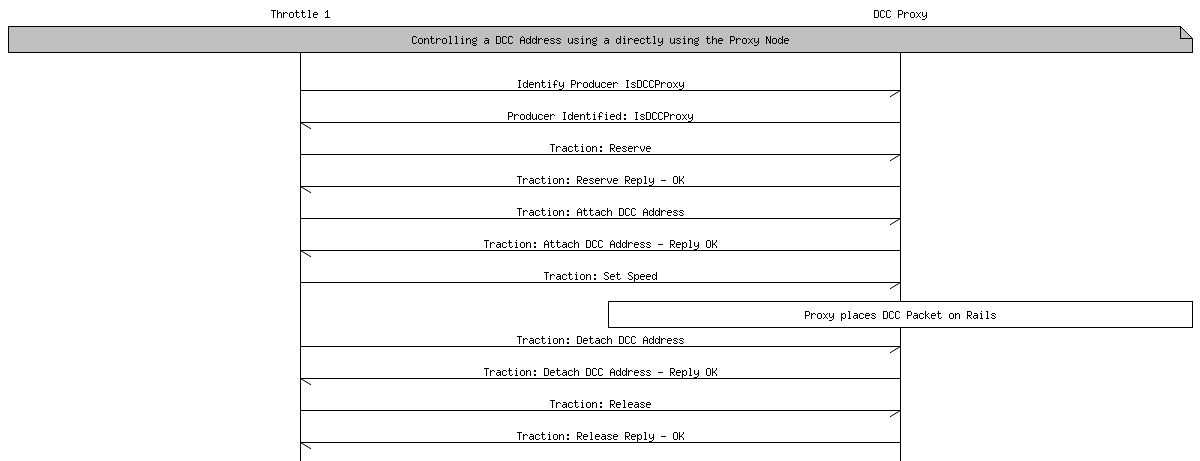 Throttle 1 DCC Proxy
Controlling a DCC Address using a directly using the Proxy Node
Identify Producer IsDCCProxy
Producer Identified: IsDCCProxy
Traction: Reserve
Traction: Reserve Reply - OK
Traction: Attach DCC Address
Traction: Attach DCC Address - Reply OK
Traction: Set Speed
Proxy places DCC Packet on Rails
Traction: Detach DCC Address
Traction: Detach DCC Address - Reply OK
Traction: Release
Traction: Release Reply - OK